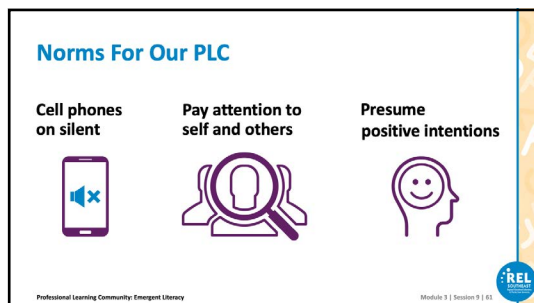 Norms For Our PLC
Cell phones
on silent
Pay attention to
self and others
Presume
positive intentions
Professional Learning Community: Emergent Literacy
Module 3 | Session 9 | 61
REL
SOUTHEAST